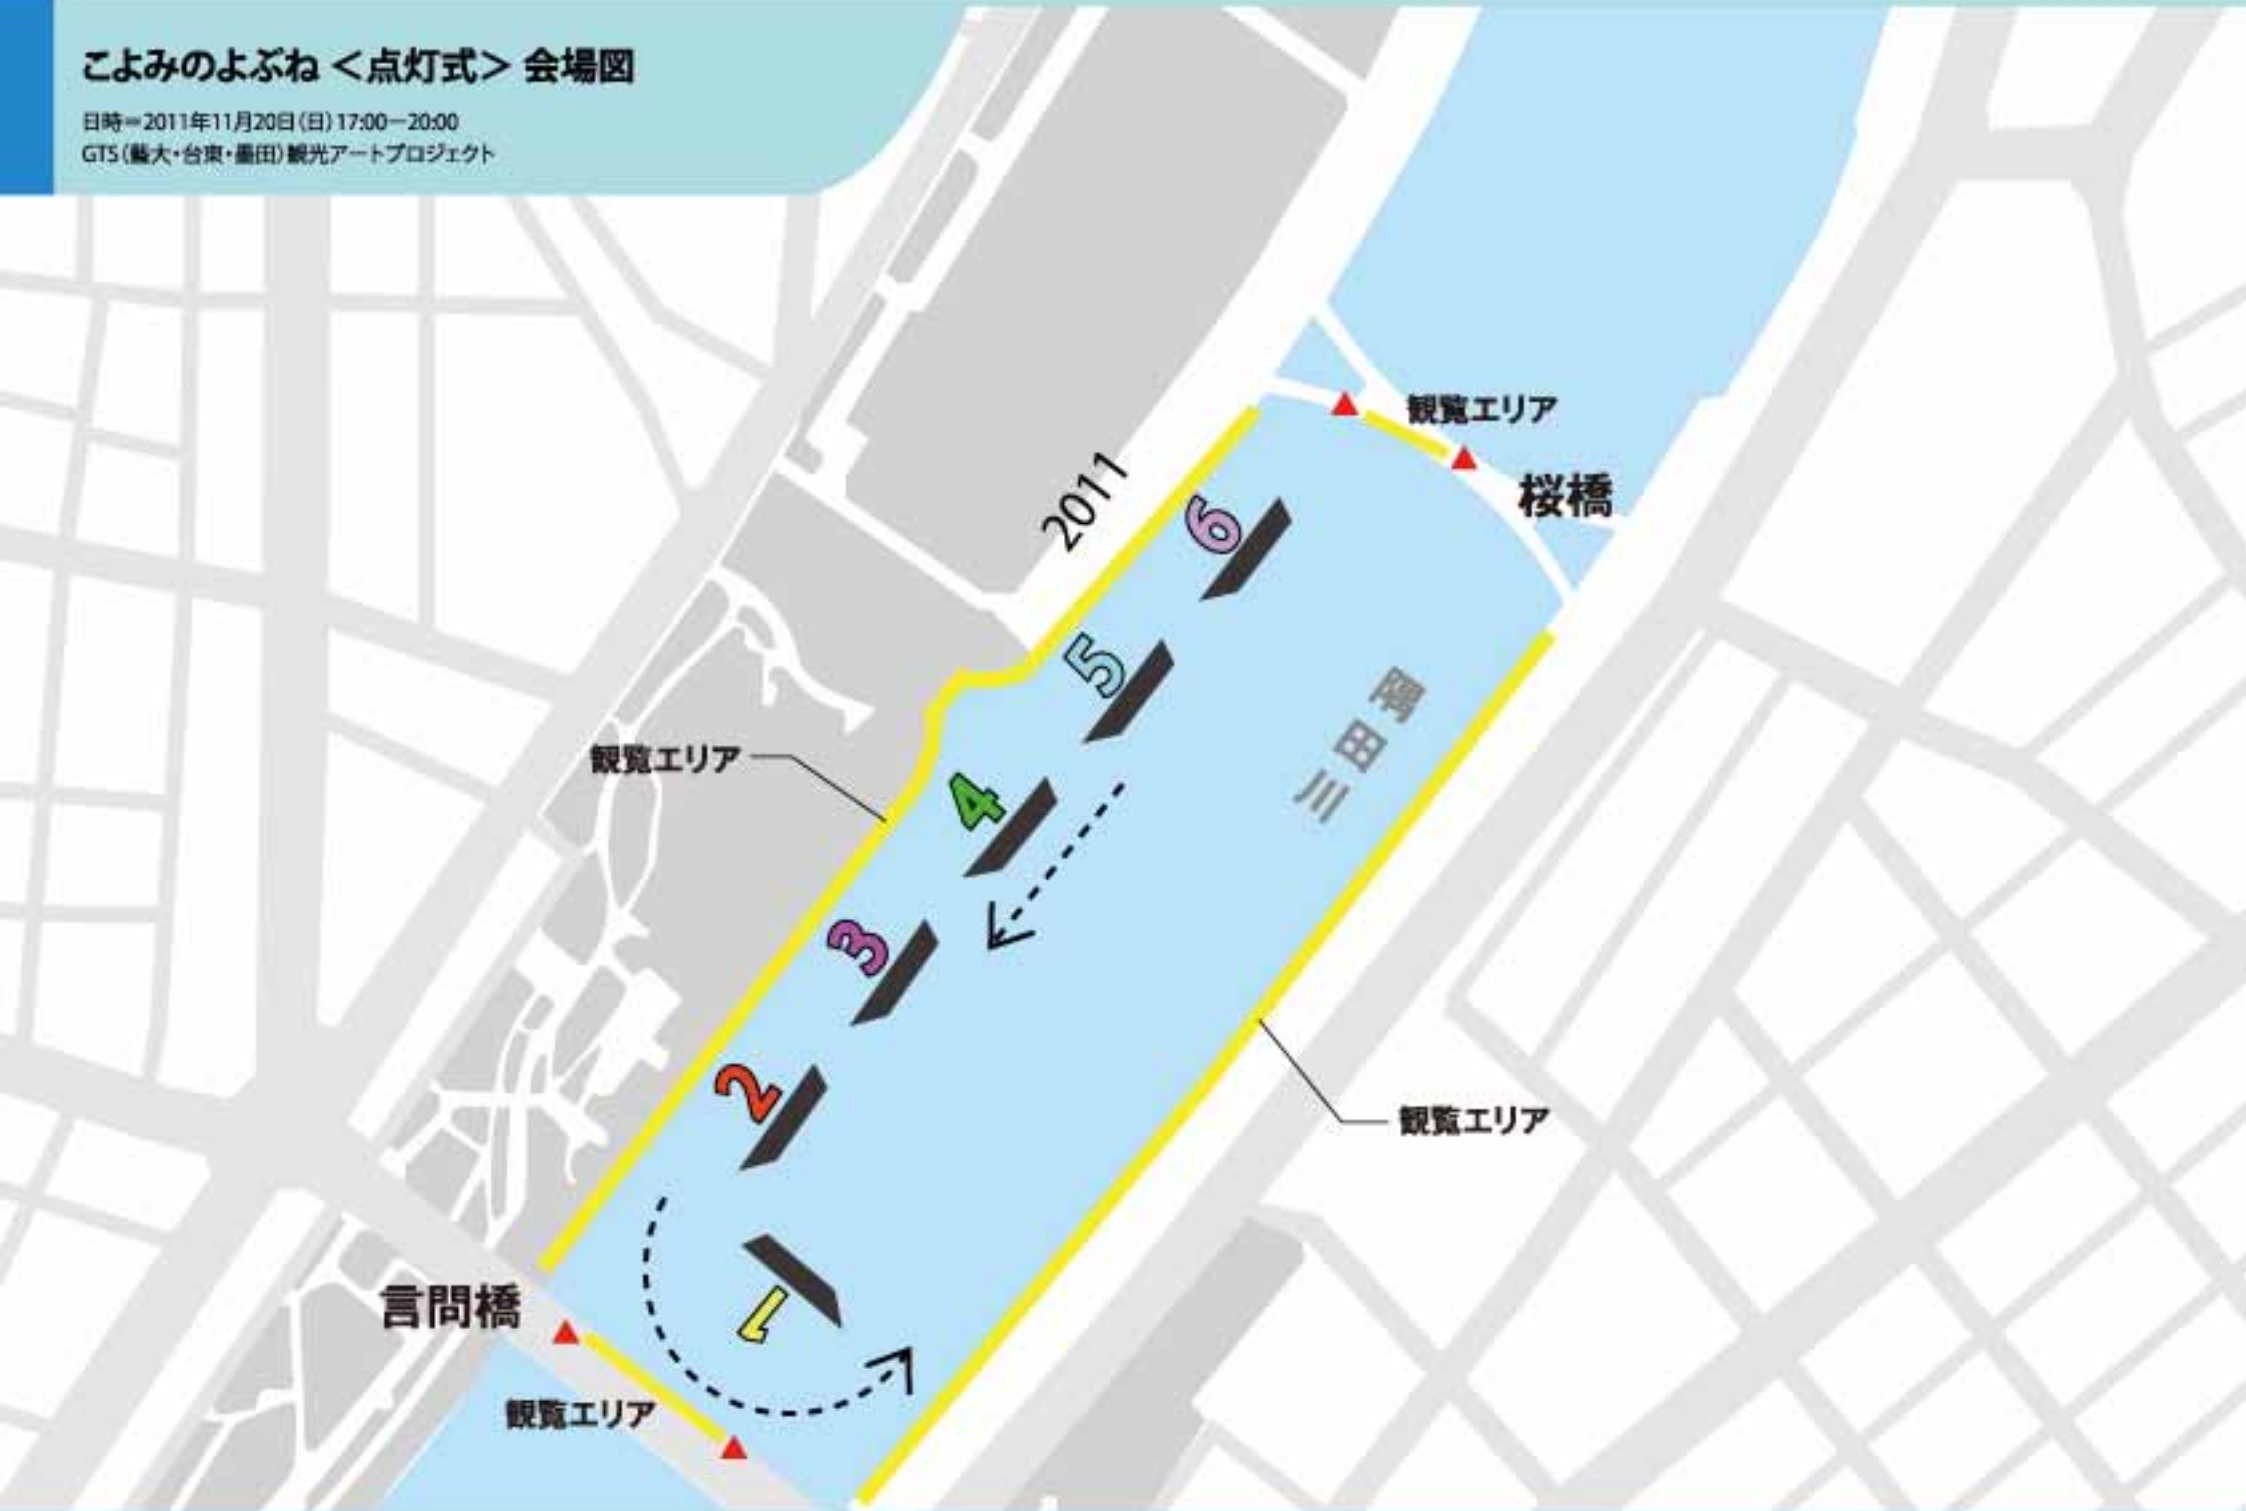 こよみのよぶね＜点灯式＞会場図
日時＝2011年11月20日（日）17:00－20:00
GTS（藝大・台東・墨田）観光アートプロジェクト
観覧エリア
桜橋
2011
6
5
隅田川
観覧エリア
4
3
2
観覧エリア
1
言問橋
観覧エリア